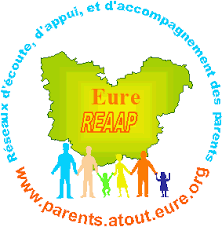 Réseaux d'écoute, d'appui, et d'accompagnement des parents
Eure
REAAP
www.parents.atout.eure.org